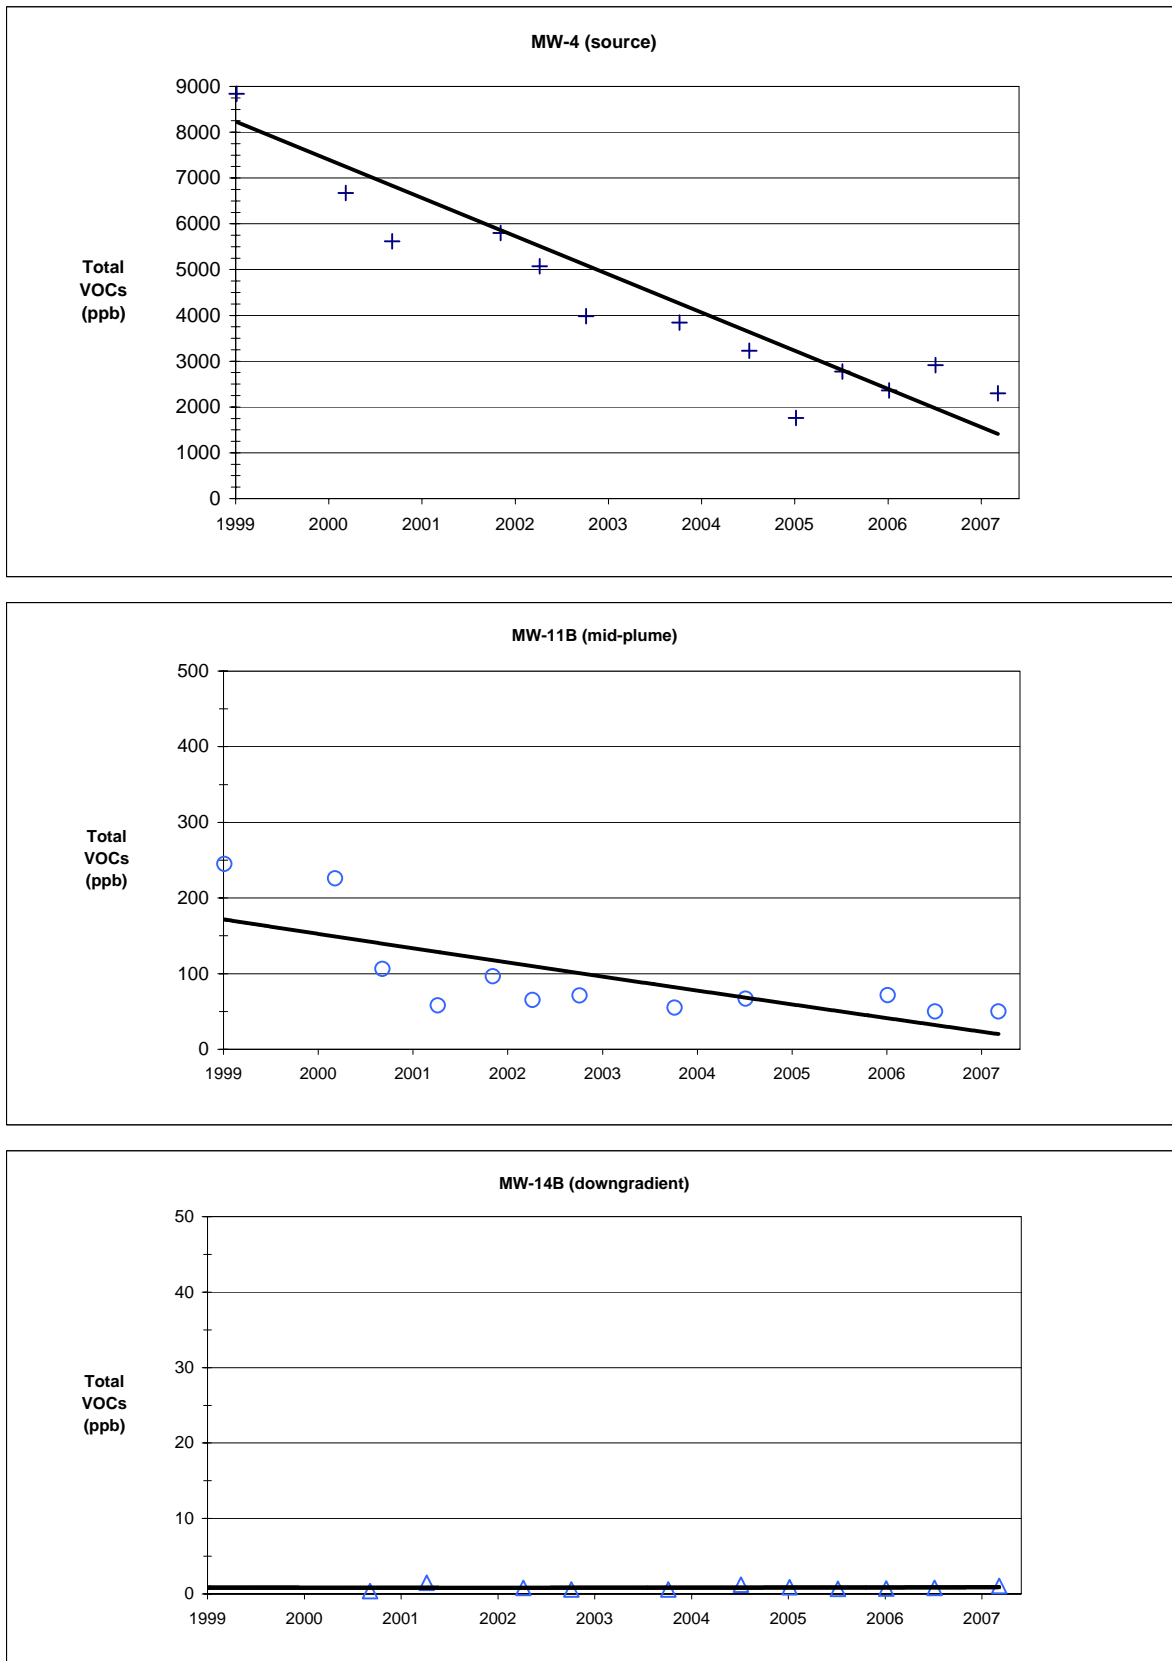 MW-4 (source)
9000
8000
7000
6000
5000
4000
3000
2000
1000
0
Total
VOCs
(ppb)
1999 2000 2001 2002 2003 2004 2005 2006 2007
MW-11B (mid-plume)
500
400
300
200
100
0
Total
VOCs
(ppb)
1999 2000 2001 2002 2003 2004 2005 2006 2007
MW-14B (downgradient)
50
40
30
20
10
0
Total
VOCs
(ppb)
1999 2000 2001 2002 2003 2004 2005 2006 2007